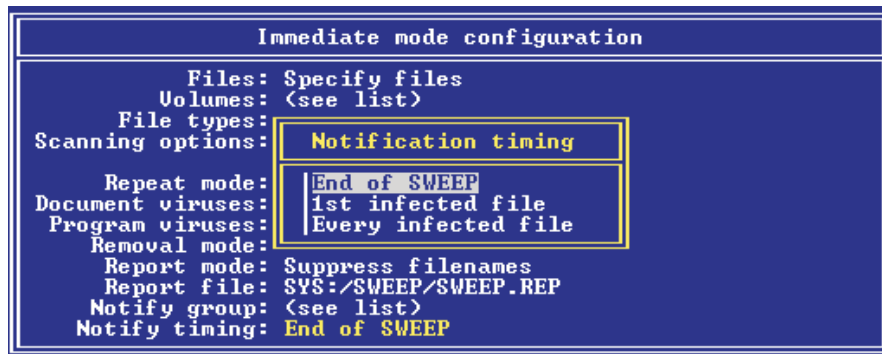 Immediate mode configuration
Files: Specify files
Volumes: (see list)
File types:
Scanning options:
Notification timing
Repeat mode:
End of SWEEP
Document viruses:
1st infected file
Program viruses:
Every infected file
Removal mode:
Report mode: Suppress filenames
Report file: SYS:/SWEEP/SWEEP.REP
Notify group: (see list)
Notify timing: End of SWEEP